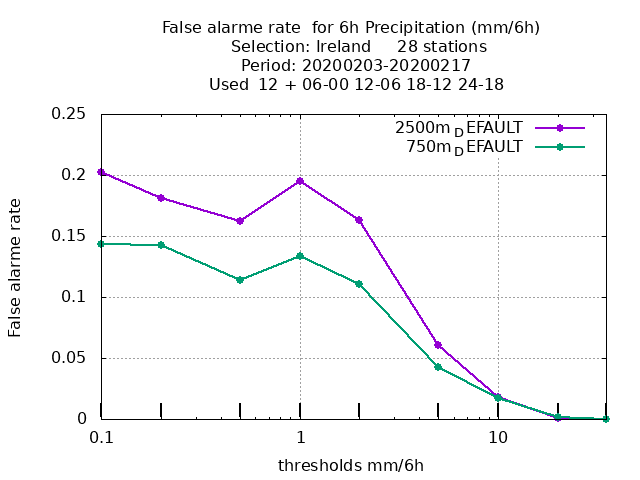 False alarme rate  for 6h Precipitation (mm/6h)
Selection: Ireland     28 stations
Period: 20200203-20200217
Used  12 + 06-00 12-06 18-12 24-18
2500m_DEFAULT
750m_DEFAULT
0.25
0.2
0.15
0.1
0.05
0
False alarme rate
0.1 1 10
thresholds mm/6h